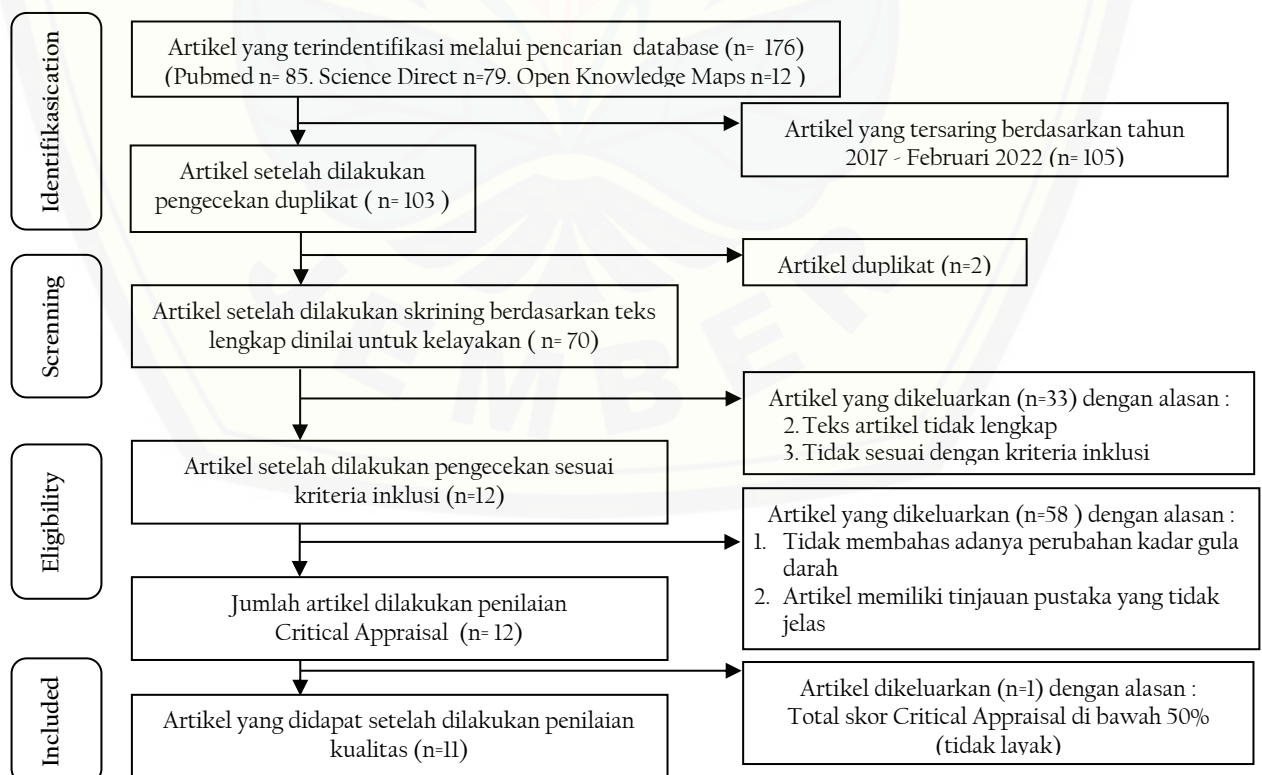 Identifikasication
Artikel yang terindentifikasi melalui pencarian database (n= 176)
(Pubmed n= 85. Science Direct n=79. Open Knowledge Maps n=12 )
Artikel yang tersaring berdasarkan tahun
2017 - Februari 2022 (n= 105)
Artikel setelah dilakukan
pengecekan duplikat ( n= 103 )
Artikel duplikat (n=2)
Screnning
Artikel setelah dilakukan skrining berdasarkan teks
lengkap dinilai untuk kelayakan ( n= 70)
Artikel yang dikeluarkan (n=33) dengan alasan :
2. Teks artikel tidak lengkap
3. Tidak sesuai dengan kriteria inklusi
Eligibility
Artikel setelah dilakukan pengecekan sesuai
kriteria inklusi (n=12)
Artikel yang dikeluarkan (n=58 ) dengan alasan :
1. Tidak membahas adanya perubahan kadar gula
darah
2. Artikel memiliki tinjauan pustaka yang tidak
jelas
Jumlah artikel dilakukan penilaian
Critical Appraisal (n= 12)
Included
Artikel yang didapat setelah dilakukan penilaian
kualitas (n=11)
Artikel dikeluarkan (n=1) dengan alasan :
Total skor Critical Appraisal di bawah 50%
(tidak layak)
JEMBER